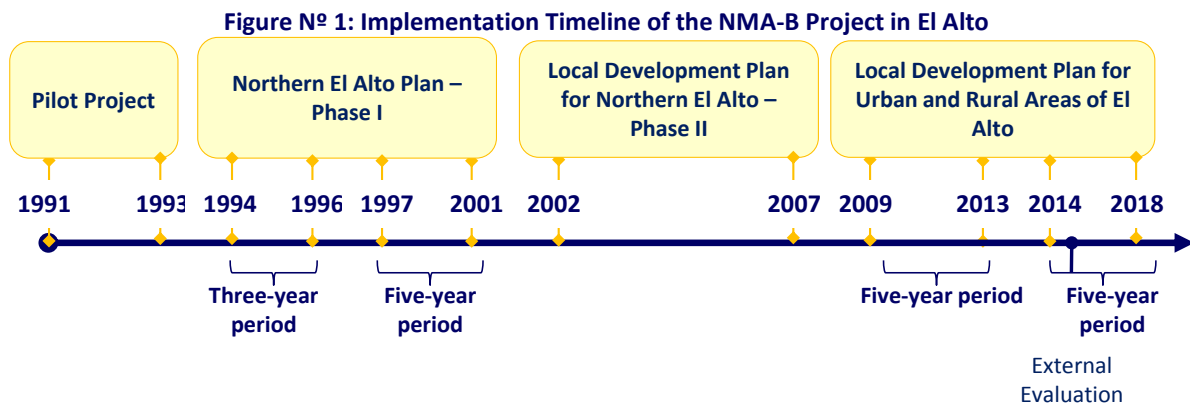 Figure Nº 1: Implementation Timeline of the NMA-B Project in El Alto
Pilot Project
Northern El Alto Plan –
Phase I
Local Development Plan
for Northern El Alto –
Phase II
Local Development Plan for
Urban and Rural Areas of El
Alto
1991 1993 1994 1996 1997 2001 2002 2007 2009 2013 2014 2018
Three-year
period
Five-year
period
Five-year period
Five-year
period
External
Evaluation